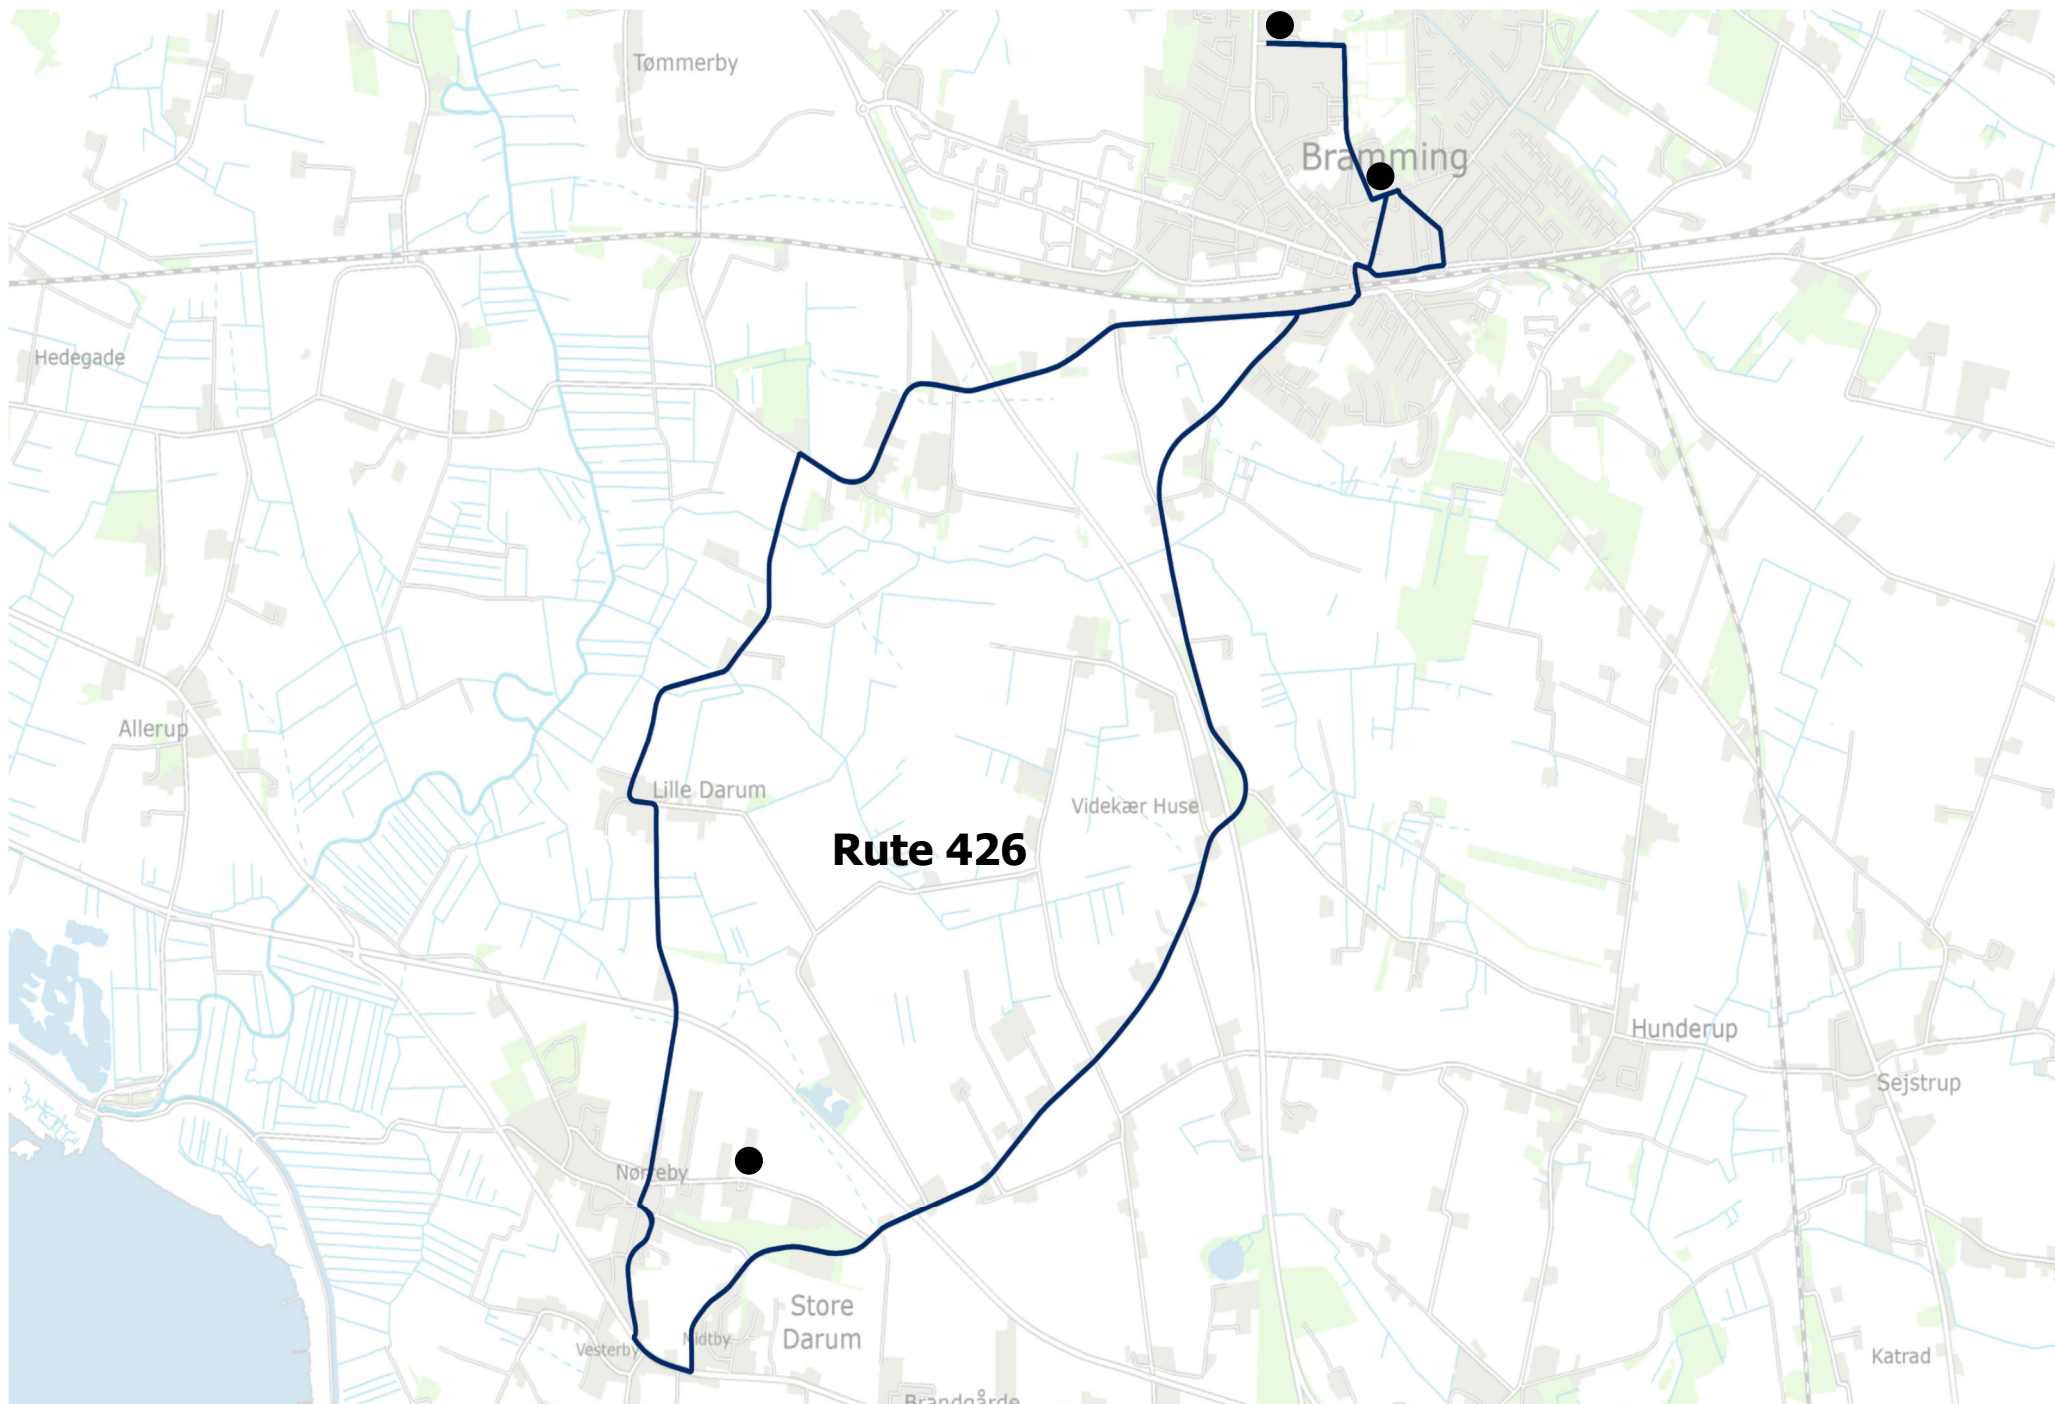 Tømmerby
Bramming
Hedegade
Allerup
Lille Darum
Videkær Huse
Rute 426
Hunderup
Sejstrup
Nørreby
Store
Darum
Midtby
Vesterby
Katrad
Brandgårde